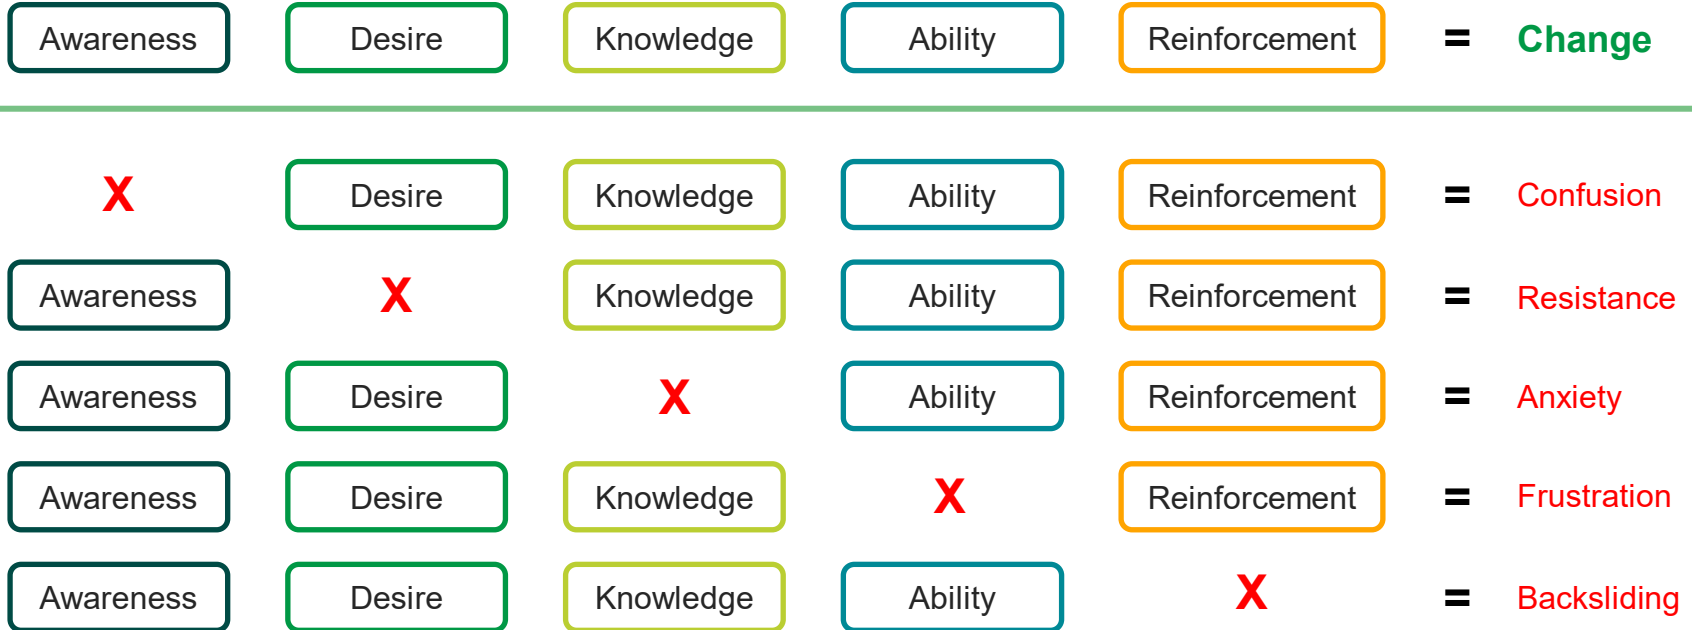 Awareness Desire Knowledge Ability Reinforcement = Change
X Desire Knowledge Ability Reinforcement = Confusion
Awareness X Knowledge Ability Reinforcement = Resistance
Awareness Desire X Ability Reinforcement = Anxiety
Awareness Desire Knowledge X Reinforcement = Frustration
Awareness Desire Knowledge Ability X = Backsliding